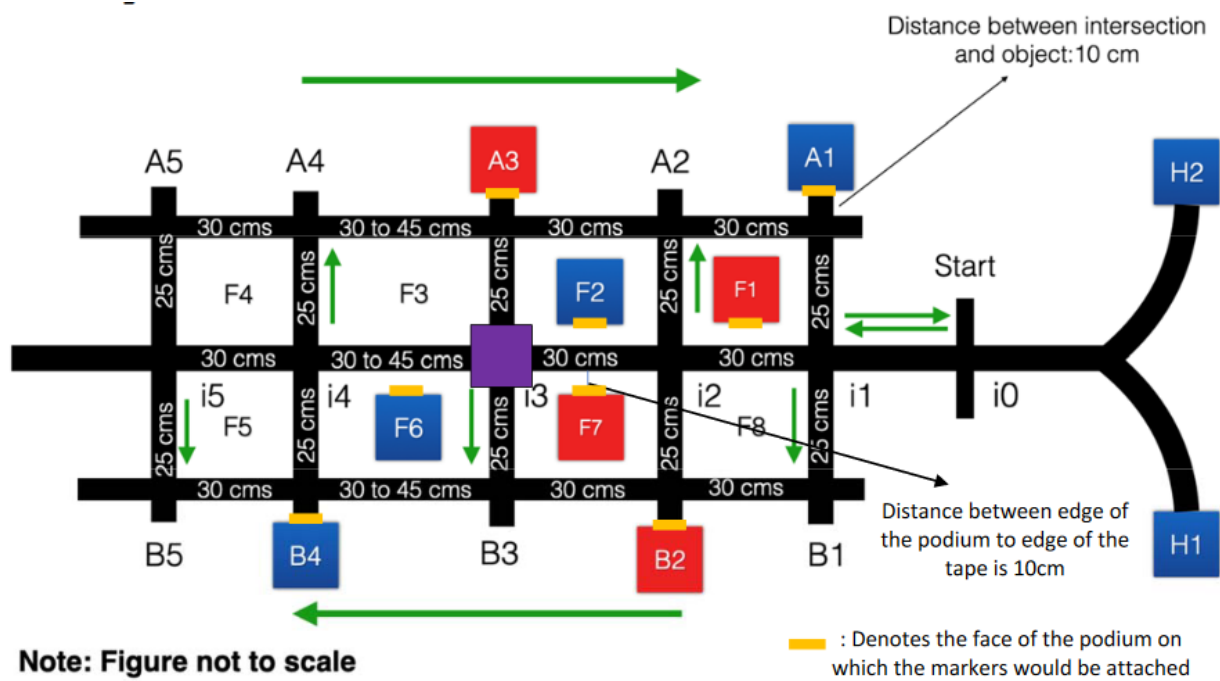 Distance between intersection
and object:10 cm
A5
A4
A3
A2
A1
H2
30 cms
30 to 45 cms
30 cms
30 cms
25 cms
25 cms
25 cms
25 cms
25 cms
F4
F3
F2
F1
Start
30 cms
30 to 45 cms
30 cms
30 cms
i5
i4
i3
i2
i1
i0
25 cms
25 cms
25 cms
25 cms
25 cms
F5
F6
F7
F8
30 cms
30 to 45 cms
30 cms
30 cms
B5
B4
B3
B2
B1
H1
Distance between edge of
the podium to edge of the
tape is 10cm
Note: Figure not to scale
: Denotes the face of the podium on
which the markers would be attached